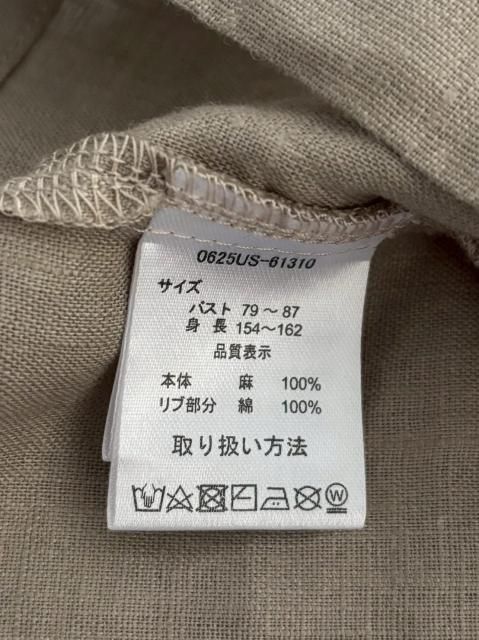 0625US-61310
サイズ
バスト 79～87
身長 154～162
品質表示
本体 麻 100%
リブ部分 綿 100%
取り扱い方法
W